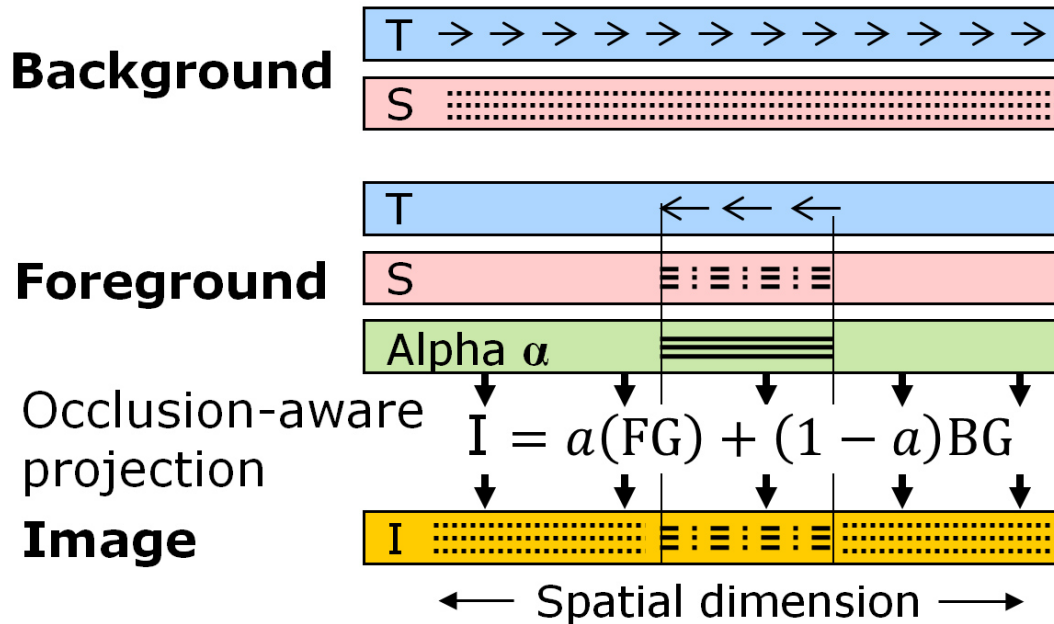 Background
T
S
Foreground
T
S
Alpha α
Occlusion-aware
projection
I = a(FG) + (1 − a)BG
Image
I
Spatial dimension